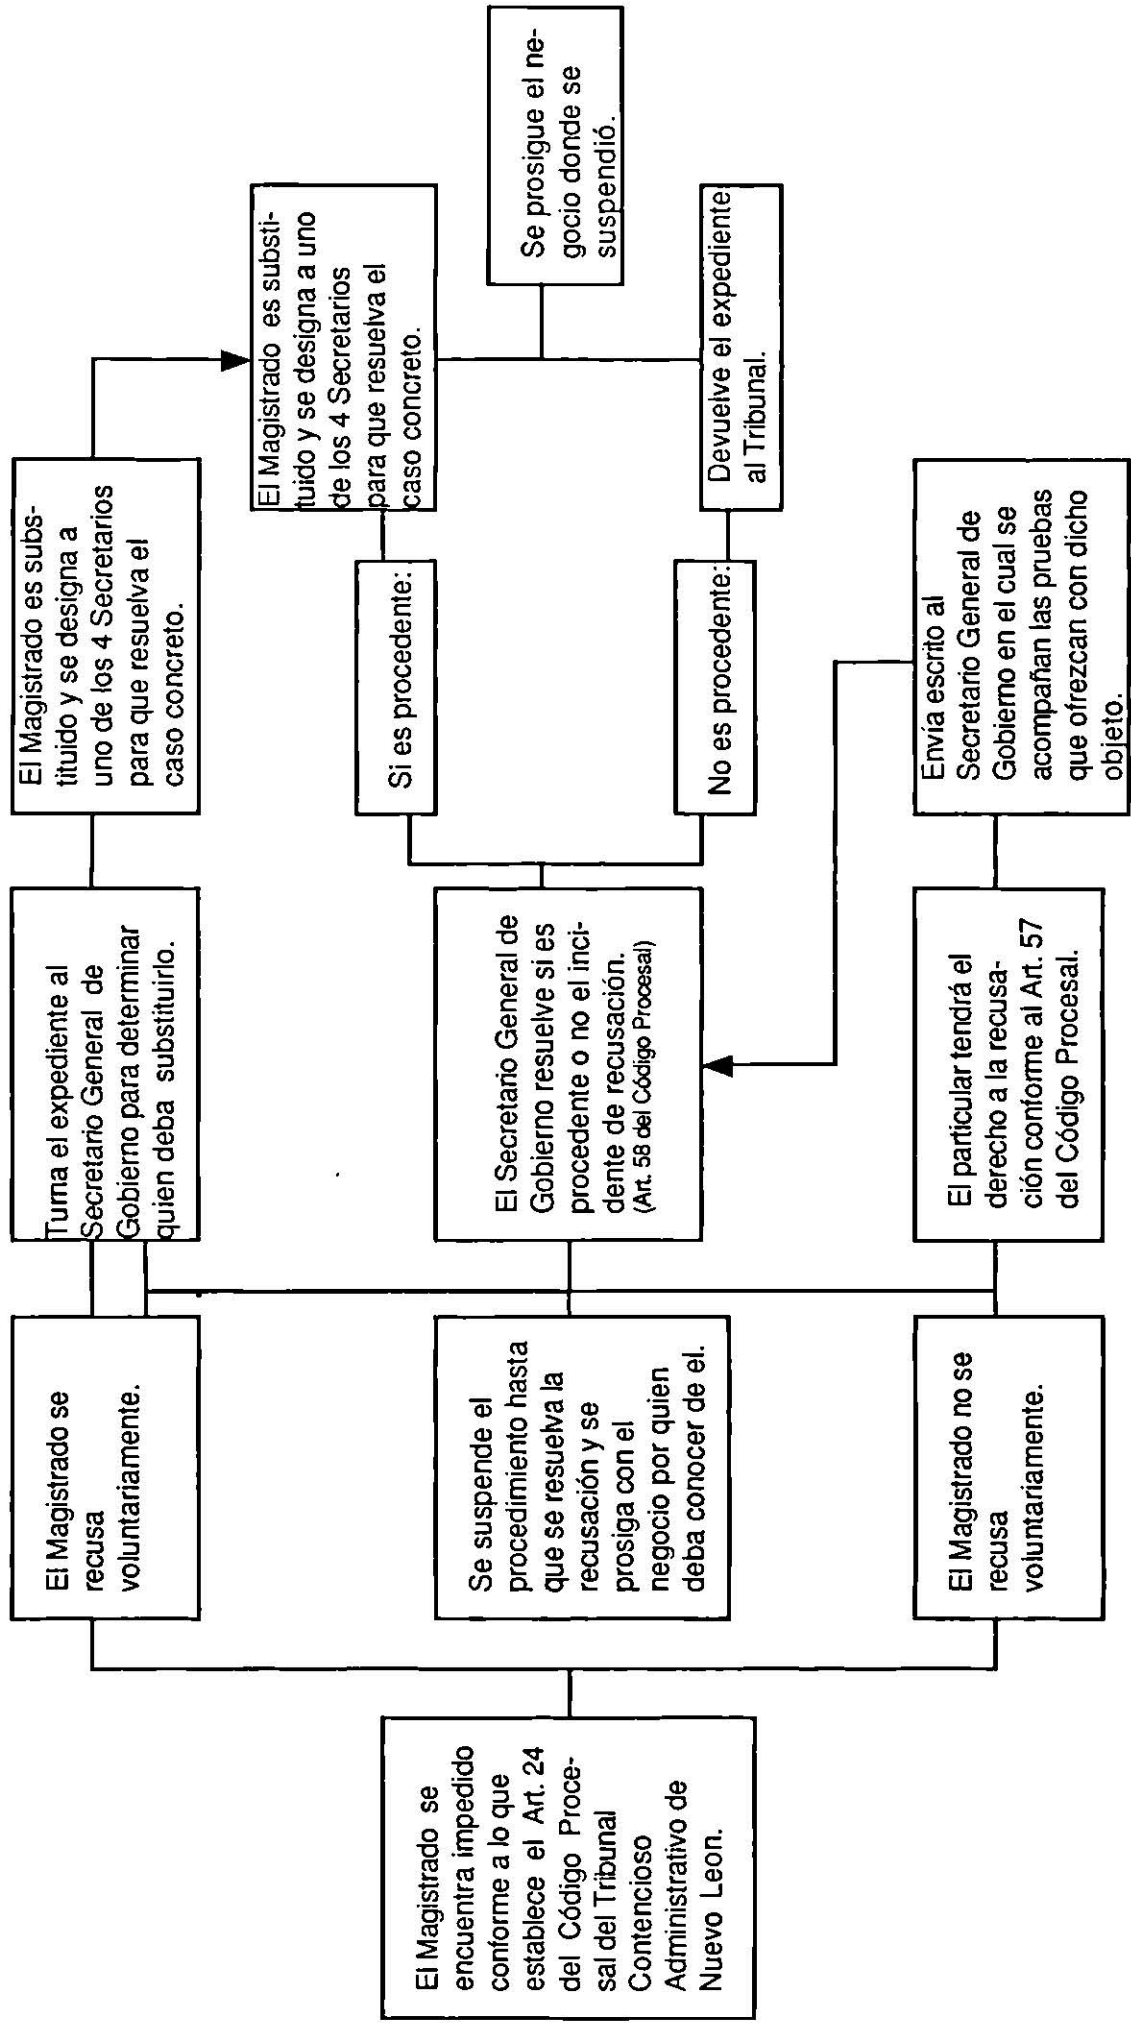 El Magistrado se
encuentra impedido
conforme a lo que
establece el Art. 24
del Código Proce-
sal del Tribunal
Contencioso
Administrativo de
Nuevo Leon.
El Magistrado se
recusa
voluntariamente.
Se suspende el
procedimiento hasta
que se resuelva la
recusación y se
prosiga con el
negocio por quien
deba conocer de el.
El Magistrado no se
recusa
voluntariamente.
Turna el expediente al
Secretario General de
Gobierno para determinar
quien deba substituirlo.
El Secretario General de
Gobierno resuelve si es
procedente o no el inci-
dente de recusación.
(Art. 58 del Código Procesal)
El particular tendrá el
derecho a la recusa-
ción conforme al Art. 57
del Código Procesal.
El Magistrado es subs-
tituido y se designa a
uno de los 4 Secretarios
para que resuelva el
caso concreto.
Si es procedente:
No es procedente:
Envía escrito al
Secretario General de
Gobierno en el cual se
acompañan las pruebas
que ofrezcan con dicho
objeto.
El Magistrado es substi-
tuido y se designa a uno
de los 4 Secretarios
para que resuelva el
caso concreto.
Devuelve el expediente
al Tribunal.
Se prosigue el ne-
gocio donde se
suspendió.